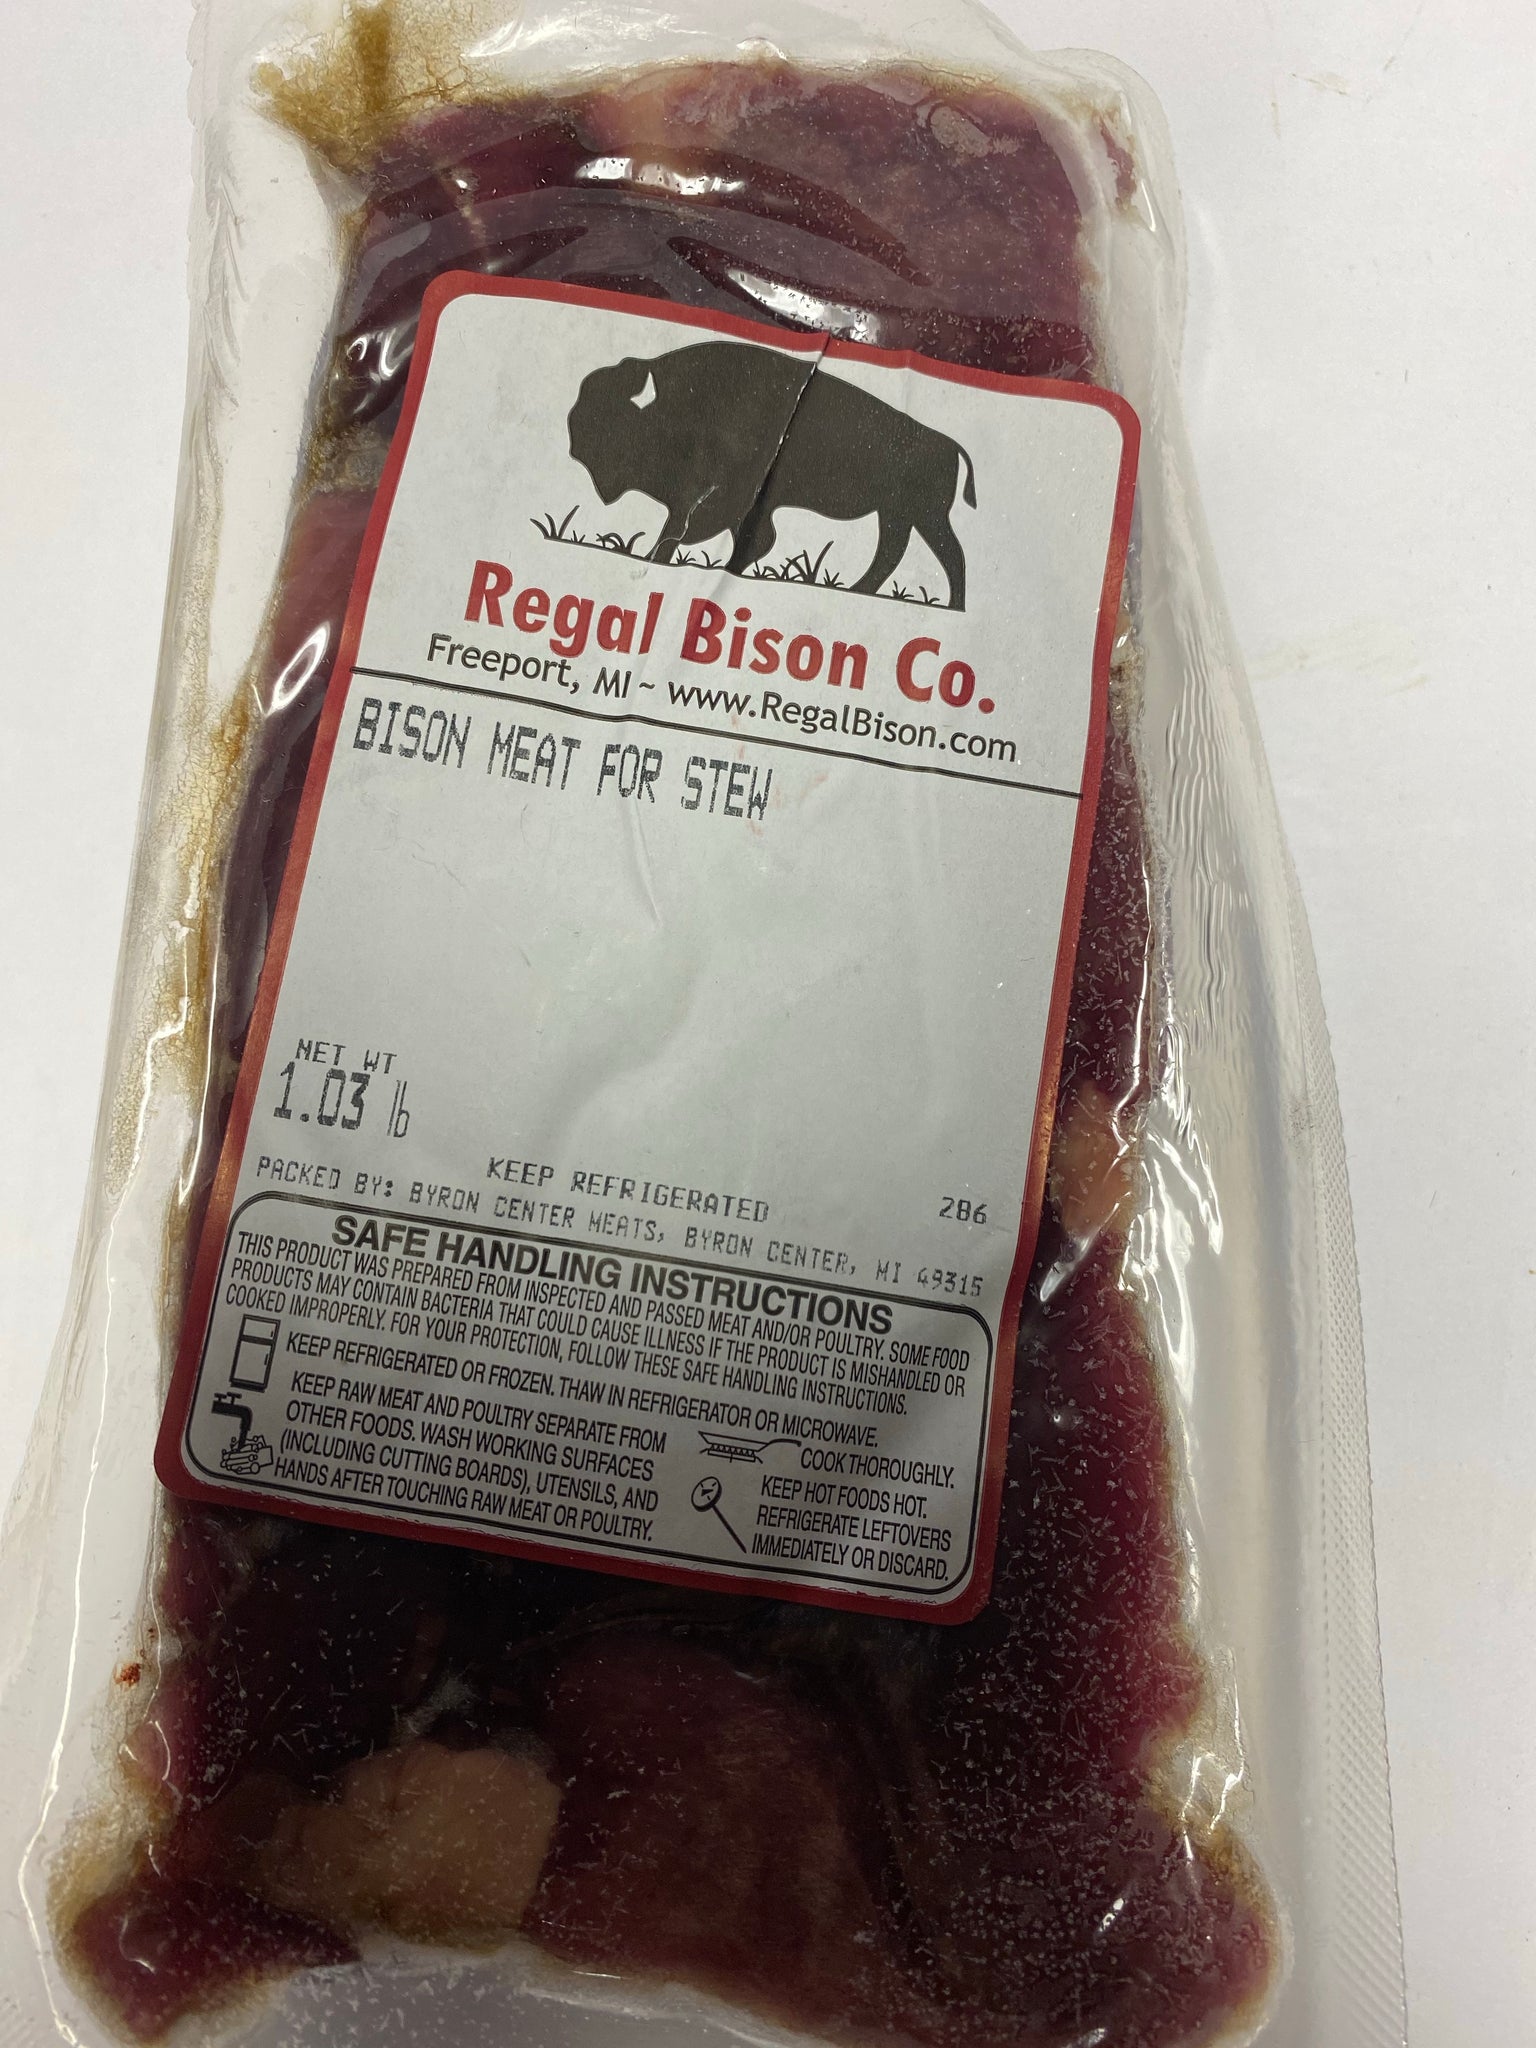 Regal Bison Co.
Freeport, MI ~ www.RegalBison.com
BISON MEAT FOR STEW
NET WT
1.03 lb
KEEP REFRIGERATED 286
PACKED BY: BYRON CENTER MEATS, BYRON CENTER, MI 49315
SAFE HANDLING INSTRUCTIONS
THIS PRODUCT WAS PREPARED FROM INSPECTED AND PASSED MEAT AND/OR POULTRY. SOME FOOD
PRODUCTS MAY CONTAIN BACTERIA THAT COULD CAUSE ILLNESS IF THE PRODUCT IS MISHANDLED OR
COOKED IMPROPERLY. FOR YOUR PROTECTION, FOLLOW THESE SAFE HANDLING INSTRUCTIONS.
KEEP REFRIGERATED OR FROZEN. THAW IN REFRIGERATOR OR MICROWAVE.
KEEP RAW MEAT AND POULTRY SEPARATE FROM
OTHER FOODS. WASH WORKING SURFACES
(INCLUDING CUTTING BOARDS), UTENSILS, AND
HANDS AFTER TOUCHING RAW MEAT OR POULTRY.
COOK THOROUGHLY.
KEEP HOT FOODS HOT.
REFRIGERATE LEFTOVERS
IMMEDIATELY OR DISCARD.